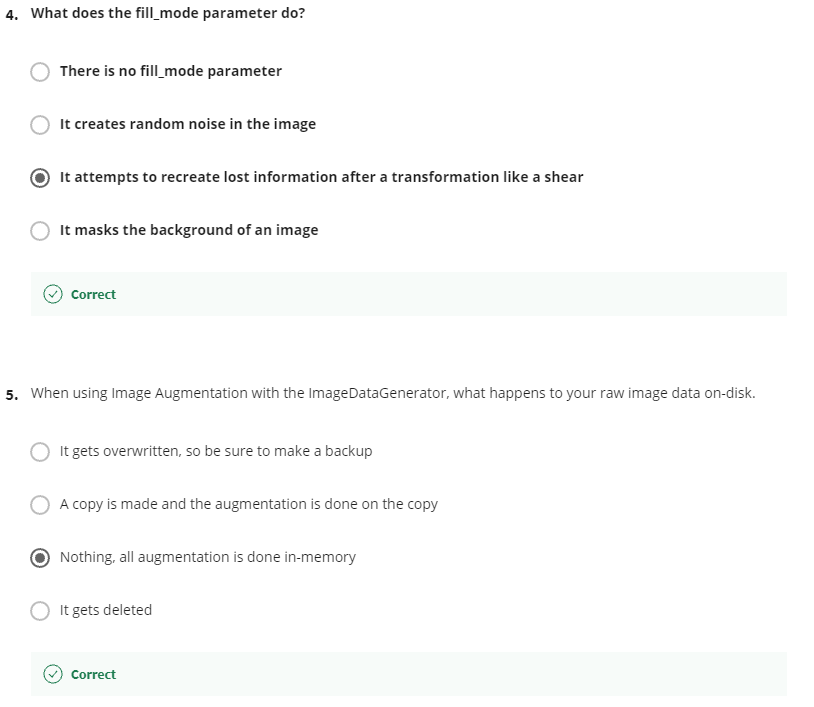 4. What does the fill_mode parameter do?
There is no fill_mode parameter
It creates random noise in the image
It attempts to recreate lost information after a transformation like a shear
It masks the background of an image
Correct
5. When using Image Augmentation with the ImageDataGenerator, what happens to your raw image data on-disk.
It gets overwritten, so be sure to make a backup
A copy is made and the augmentation is done on the copy
Nothing, all augmentation is done in-memory
It gets deleted
Correct